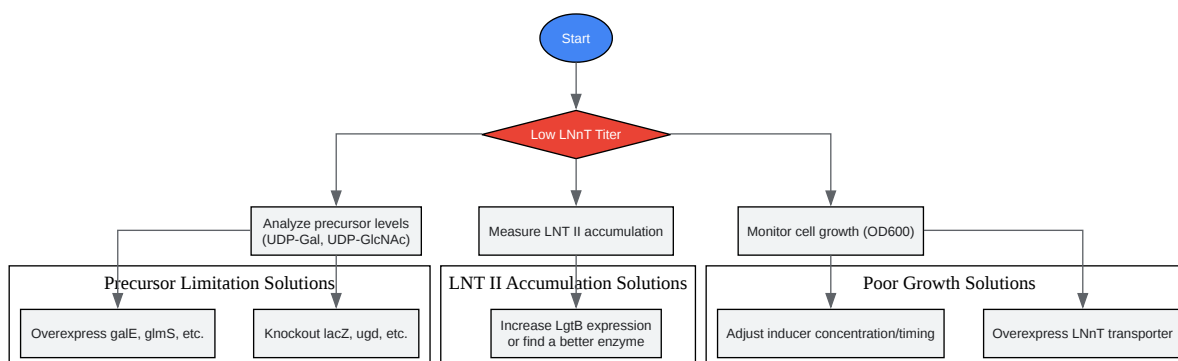 Start
Low LNnT Titer
Analyze precursor levels
(UDP-Gal, UDP-GlcNAc)
Measure LNT II accumulation
Monitor cell growth (OD600)
Precursor Limitation Solutions
LNT II Accumulation Solutions
Poor Growth Solutions
Overexpress galE, glmS, etc.
Knockout lacZ, ugd, etc.
Increase LgtB expression
or find a better enzyme
Adjust inducer concentration/timing
Overexpress LNnT transporter